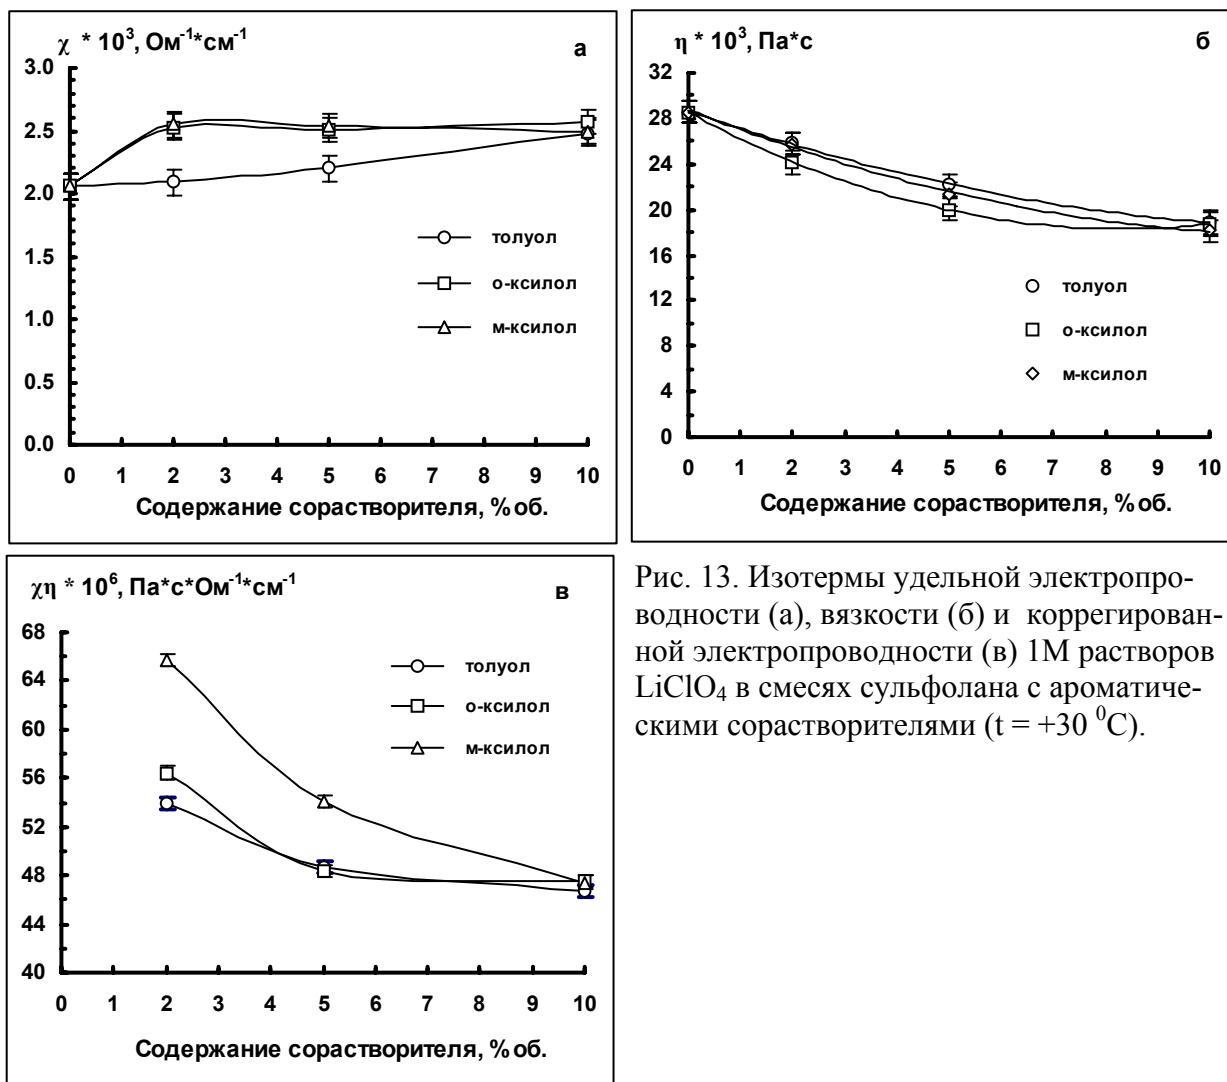 χ * 10³, Ом⁻¹*см⁻¹
а
3.0
2.5
2.0
1.5
1.0
0.5
0.0
толуол
о-ксилол
м-ксилол
0 1 2 3 4 5 6 7 8 9 10
Содержание сорастворителя, % об.
η * 10³, Па*с
б
32
28
24
20
16
12
8
4
0
толуол
о-ксилол
м-ксилол
0 1 2 3 4 5 6 7 8 9 10
Содержание сорастворителя, % об.
χη * 10⁶, Па*с*Ом⁻¹*см⁻¹
в
68
64
60
56
52
48
44
40
толуол
о-ксилол
м-ксилол
0 1 2 3 4 5 6 7 8 9 10
Содержание сорастворителя, % об.
Рис. 13. Изотермы удельной электропро-
водности (а), вязкости (б) и коррегирован-
ной электропроводности (в) 1М растворов
LiClO₄ в смесях сульфолана с ароматиче-
скими сорастворителями (t = +30 ⁰С).